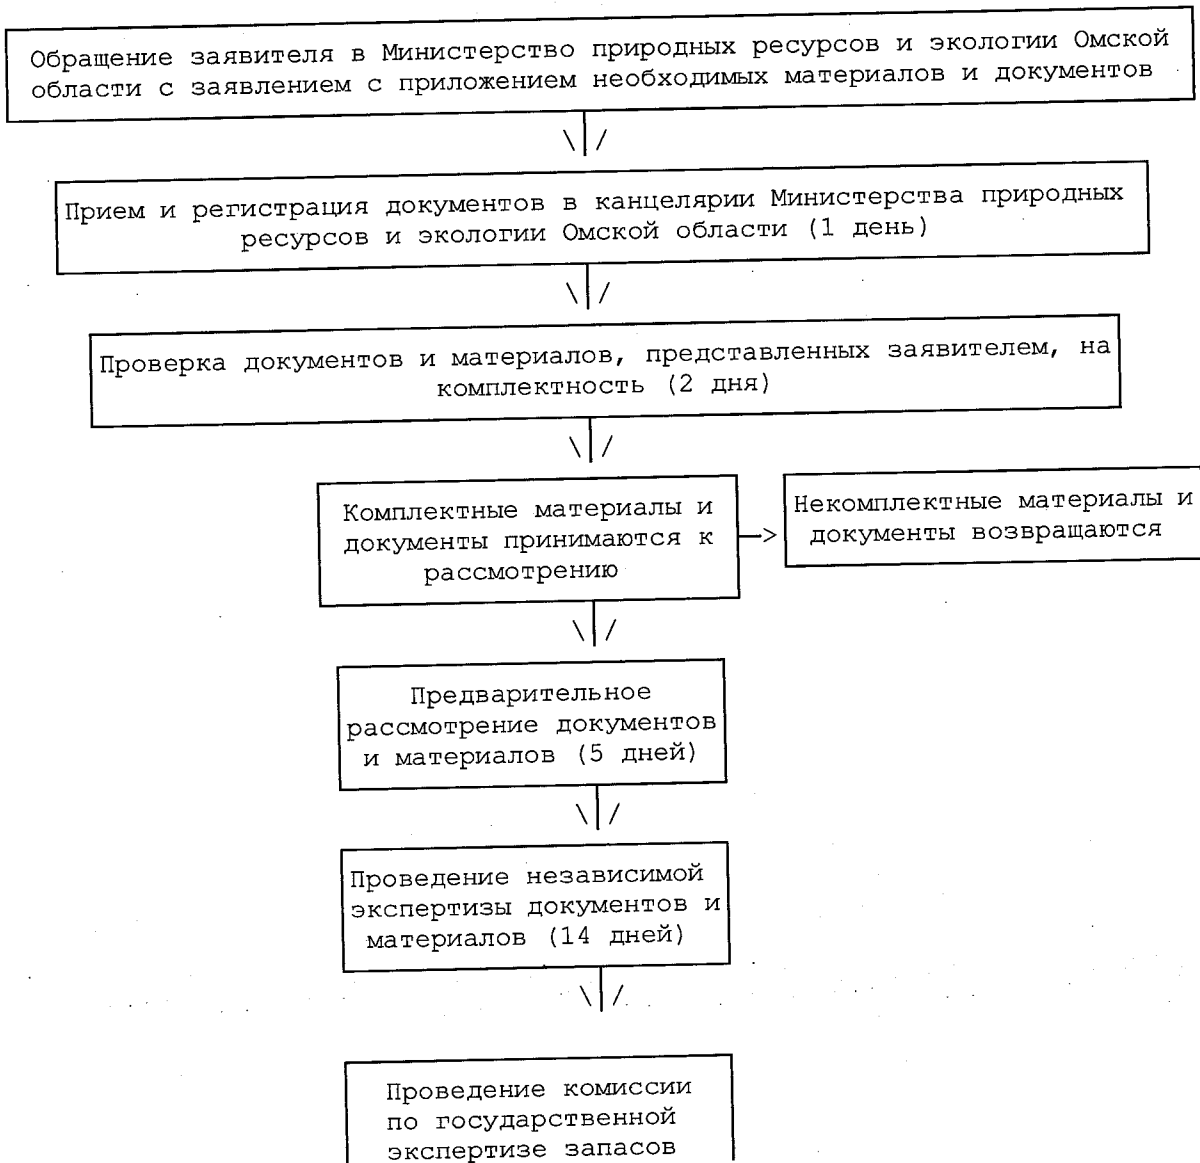 Обращение заявителя в Министерство природных ресурсов и экологии Омской
области с заявлением с приложением необходимых материалов и документов
Прием и регистрация документов в канцелярии Министерства природных
ресурсов и экологии Омской области (1 день)
Проверка документов и материалов, представленных заявителем, на
комплектность (2 дня)
Комплектные материалы и
документы принимаются к
рассмотрению
Некомплектные материалы и
документы возвращаются
Предварительное
рассмотрение документов
и материалов (5 дней)
Проведение независимой
экспертизы документов и
материалов (14 дней)
Проведение комиссии
по государственной
экспертизе запасов